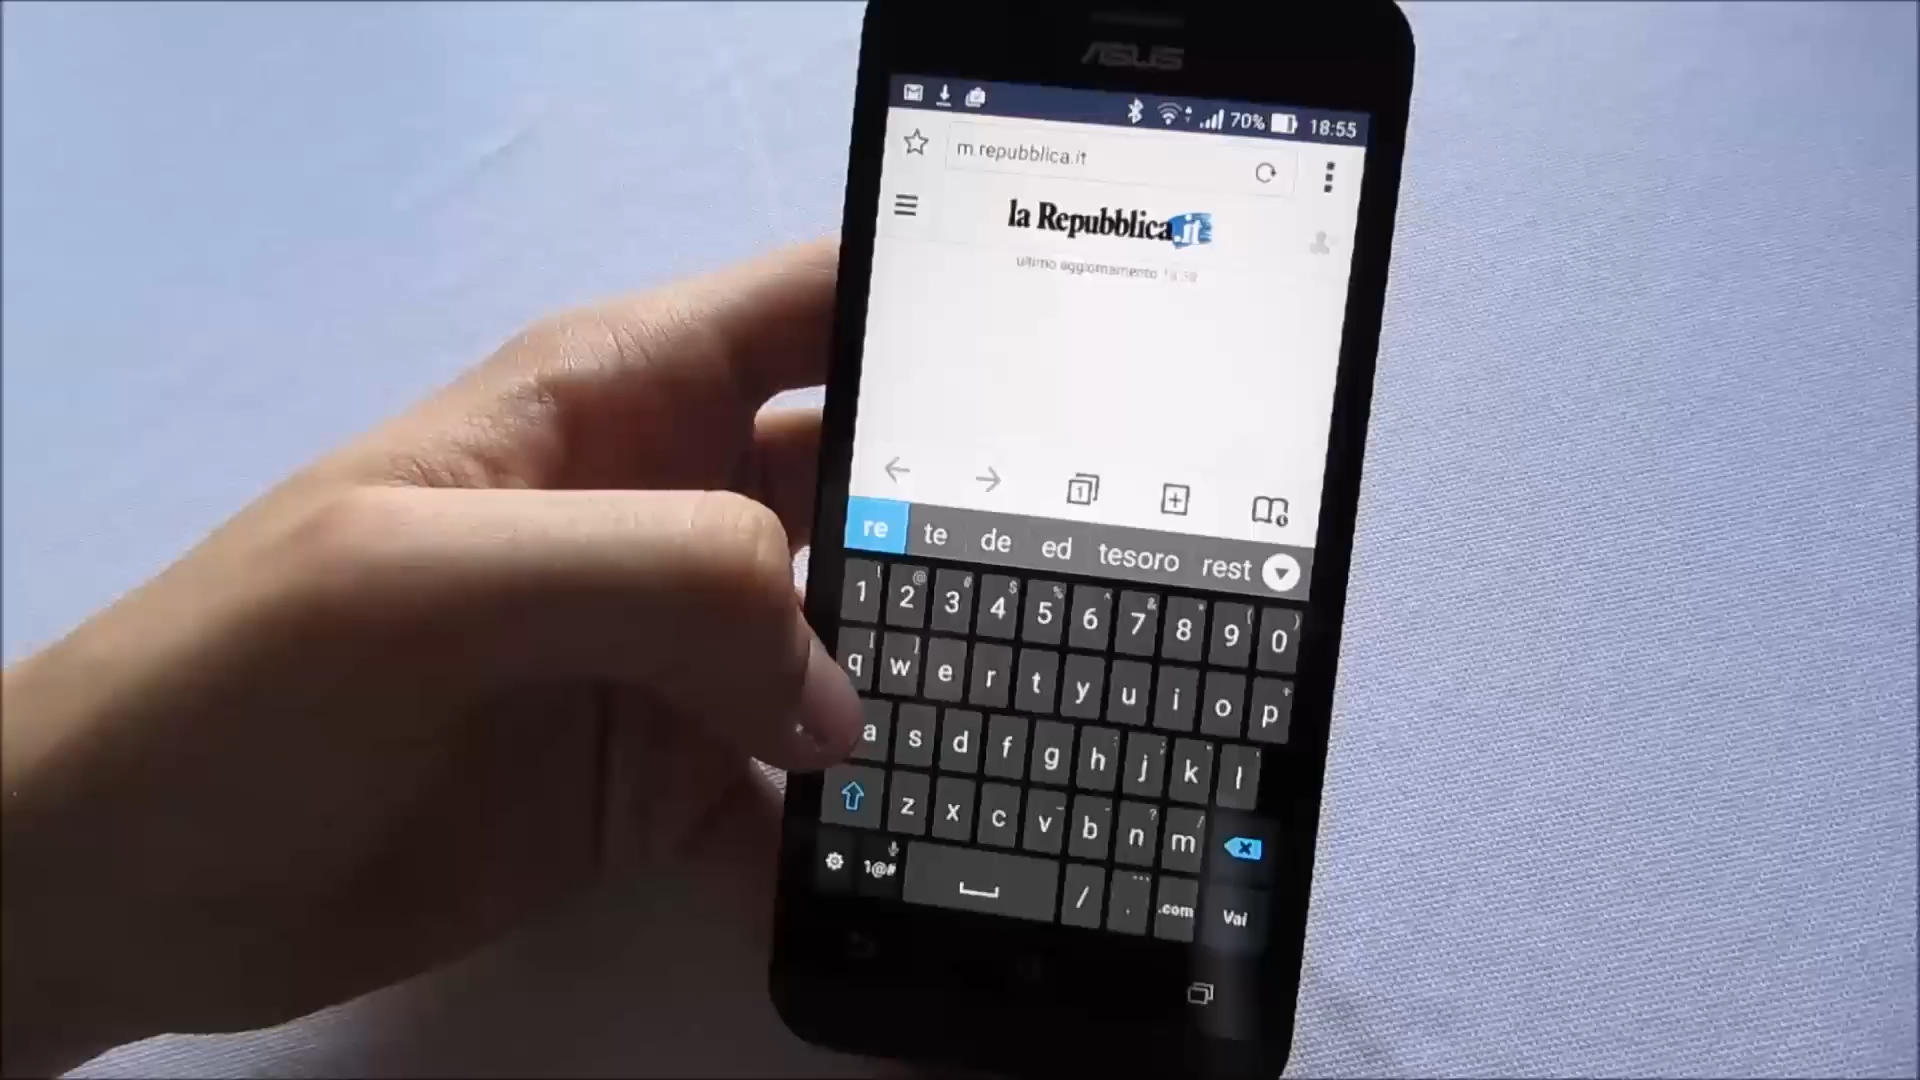 ASUS
70% 18:55
m.repubblica.it
la Repubblica.it
ultimo aggiornamento
1
re te de ed tesoro rest
1 2 3 4 5 6 7 8 9 0
q w e r t y u i o p
a s d f g h j k l
z x c v b n m
1@# / . .com Vai